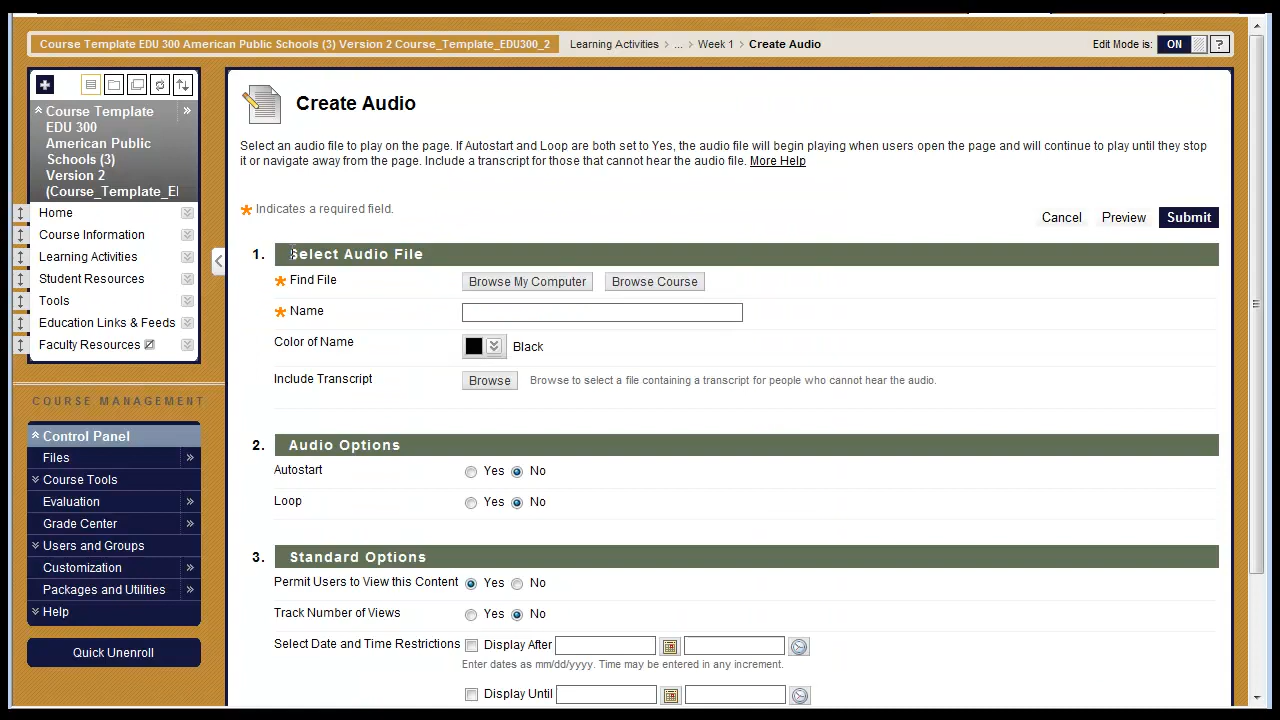 Course Template EDU 300 American Public Schools (3) Version 2 Course_Template_EDU300_2 Learning Activities > ... > Week 1 > Create Audio Edit Mode is: ON ?
Course Template
EDU 300
American Public
Schools (3)
Version 2
(Course_Template_E
Home
Course Information
Learning Activities
Student Resources
Tools
Education Links & Feeds
Faculty Resources
COURSE MANAGEMENT
Control Panel
Files
Course Tools
Evaluation
Grade Center
Users and Groups
Customization
Packages and Utilities
Help
Quick Unenroll
Create Audio
Select an audio file to play on the page. If Autostart and Loop are both set to Yes, the audio file will begin playing when users open the page and will continue to play until they stop
it or navigate away from the page. Include a transcript for those that cannot hear the audio file. More Help
Indicates a required field.
Cancel Preview Submit
1. Select Audio File
Find File Browse My Computer Browse Course
Name
Color of Name Black
Include Transcript Browse Browse to select a file containing a transcript for people who cannot hear the audio.
2. Audio Options
Autostart Yes No
Loop Yes No
3. Standard Options
Permit Users to View this Content Yes No
Track Number of Views Yes No
Select Date and Time Restrictions Display After
Enter dates as mm/dd/yyyy. Time may be entered in any increment.
Display Until